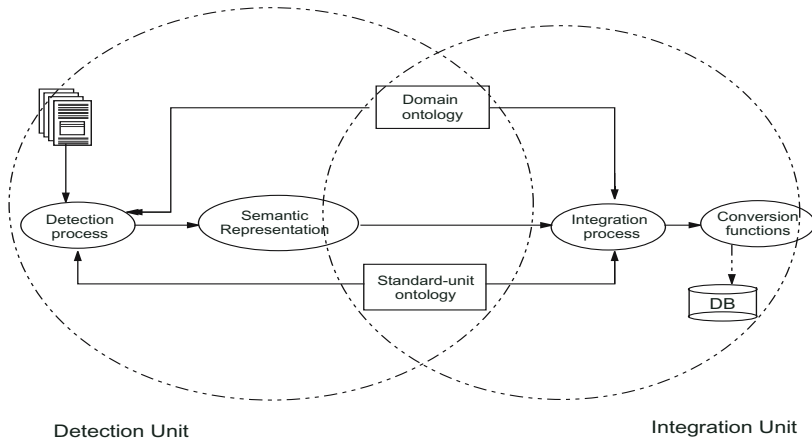 Domain
ontology
Detection
process
Semantic
Representation
Integration
process
Conversion
functions
Standard-unit
ontology
DB
Detection Unit
Integration Unit